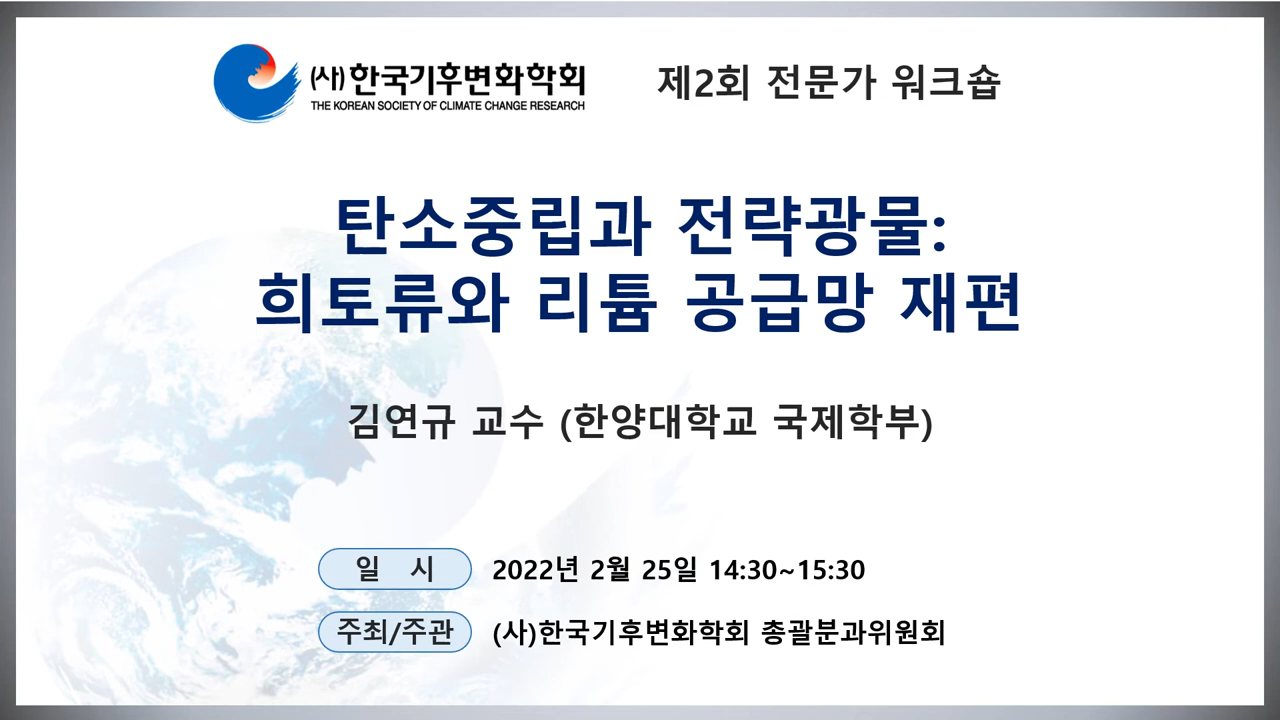 (사)한국기후변화학회
THE KOREAN SOCIETY OF CLIMATE CHANGE RESEARCH
제2회 전문가 워크숍
탄소중립과 전략광물:
희토류와 리튬 공급망 재편
김연규 교수 (한양대학교 국제학부)
일 시 2022년 2월 25일 14:30~15:30
주최/주관 (사)한국기후변화학회 총괄분과위원회